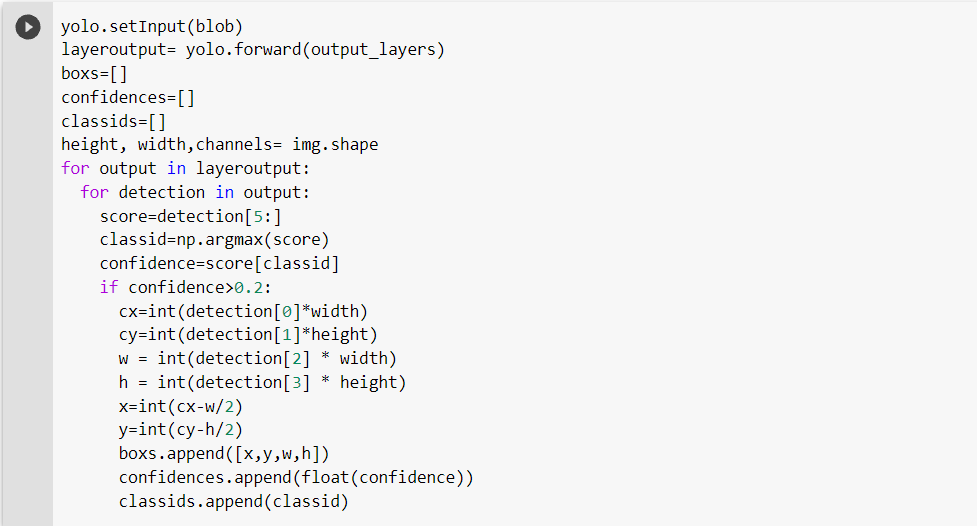 yolo.setInput(blob)
layeroutput= yolo.forward(output_layers)
boxs=[]
confidences=[]
classids=[]
height, width,channels= img.shape
for output in layeroutput:
  for detection in output:
    score=detection[5:]
    classid=np.argmax(score)
    confidence=score[classid]
    if confidence>0.2:
      cx=int(detection[0]*width)
      cy=int(detection[1]*height)
      w = int(detection[2] * width)
      h = int(detection[3] * height)
      x=int(cx-w/2)
      y=int(cy-h/2)
      boxs.append([x,y,w,h])
      confidences.append(float(confidence))
      classids.append(classid)